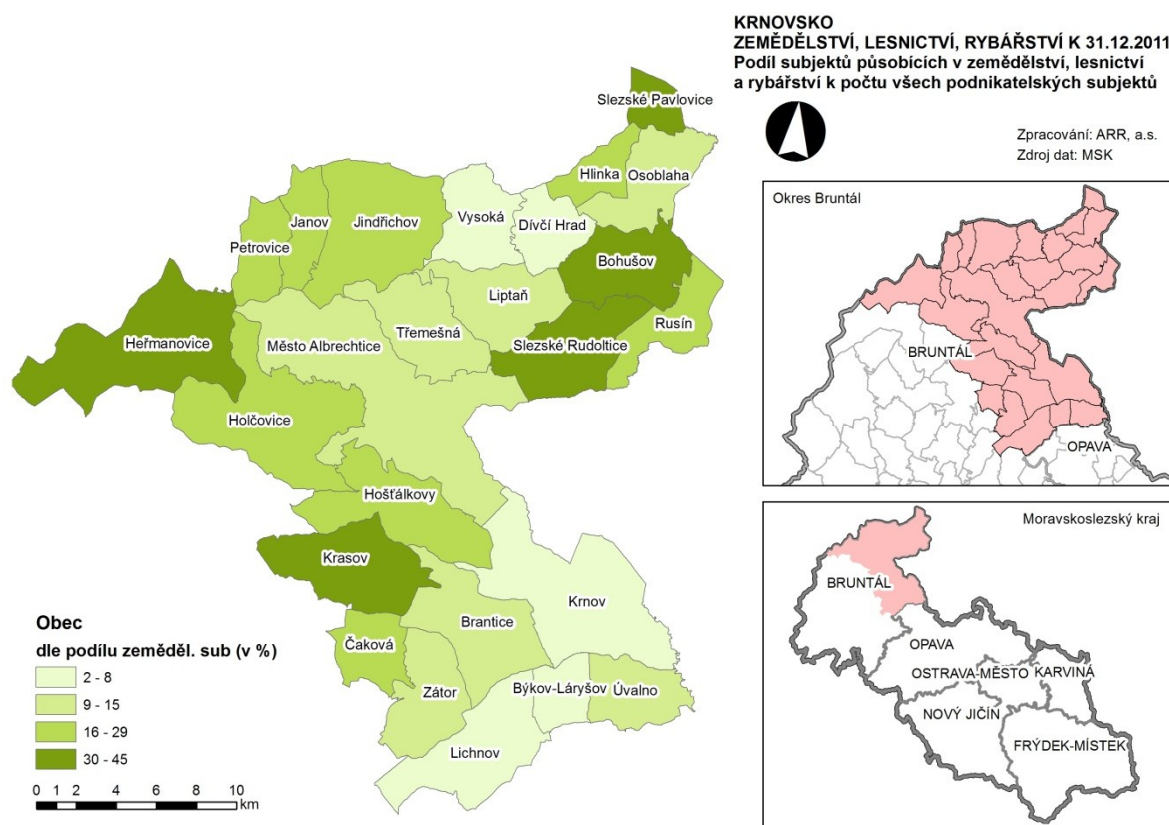 KRNOVSKO
ZEMĚDĚLSTVÍ, LESNICTVÍ, RYBÁŘSTVÍ K 31.12.2011
Podíl subjektů působících v zemědělství, lesnictví
a rybářství k počtu všech podnikatelských subjektů
Zpracování: ARR, a.s.
Zdroj dat: MSK
Slezské Pavlovice
Hlinka
Osoblaha
Vysoká
Dívčí Hrad
Janov
Jindřichov
Petrovice
Bohušov
Liptaň
Rusín
Heřmanovice
Město Albrechtice
Třemešná
Slezské Rudoltice
Holčovice
Hošťálkovy
Krasov
Krnov
Brantice
Čaková
Zátor
Býkov-Láryšov
Úvalno
Lichnov
Obec
dle podílu zeměděl. sub (v %)
2 - 8
9 - 15
16 - 29
30 - 45
0 1 2 4 6 8 10
km
Okres Bruntál
BRUNTÁL
OPAVA
Moravskoslezský kraj
BRUNTÁL
OPAVA
OSTRAVA-MĚSTO
KARVINÁ
NOVÝ JIČÍN
FRÝDEK-MÍSTEK